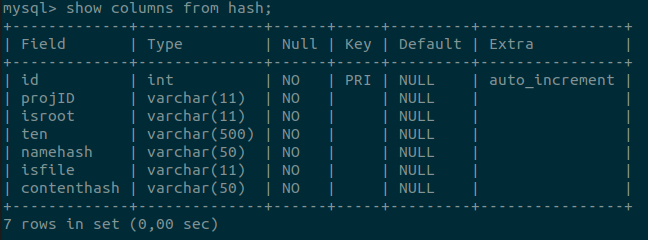 mysql> show columns from hash;
+-------------+--------------+------+-----+---------+----------------+
| Field       | Type         | Null | Key | Default | Extra          |
+-------------+--------------+------+-----+---------+----------------+
| id          | int          | NO   | PRI | NULL    | auto_increment |
| projID      | varchar(11)  | NO   |     | NULL    |                |
| isroot      | varchar(11)  | NO   |     | NULL    |                |
| ten         | varchar(500) | NO   |     | NULL    |                |
| namehash    | varchar(50)  | NO   |     | NULL    |                |
| isfile      | varchar(11)  | NO   |     | NULL    |                |
| contenthash | varchar(50)  | NO   |     | NULL    |                |
+-------------+--------------+------+-----+---------+----------------+
7 rows in set (0,00 sec)